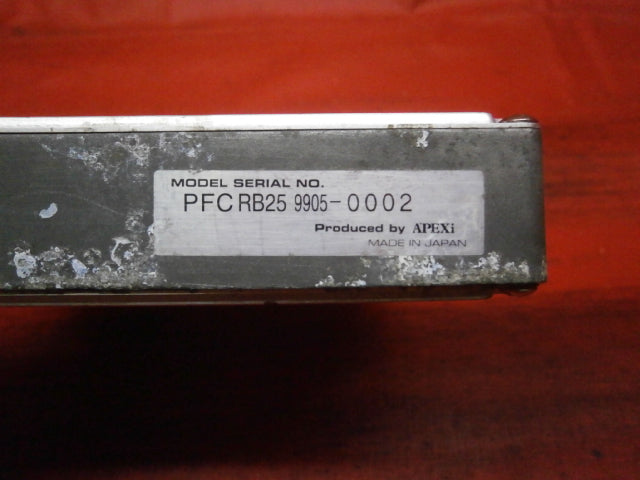 MODEL SERIAL NO.
PFC RB25 9905-0002
Produced by APEXi
MADE IN JAPAN